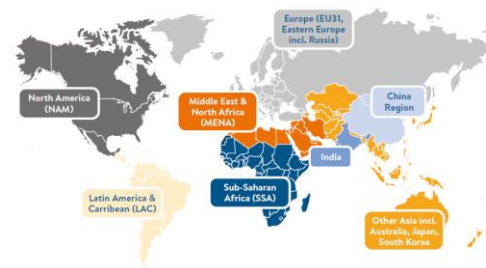 Europe (EU31,
Eastern Europe
incl. Russia)
North America
(NAM)
Middle East &
North Africa
(MENA)
China
Region
India
Latin America &
Carribean (LAC)
Sub-Saharan
Africa (SSA)
Other Asia incl.
Australia, Japan,
South Korea